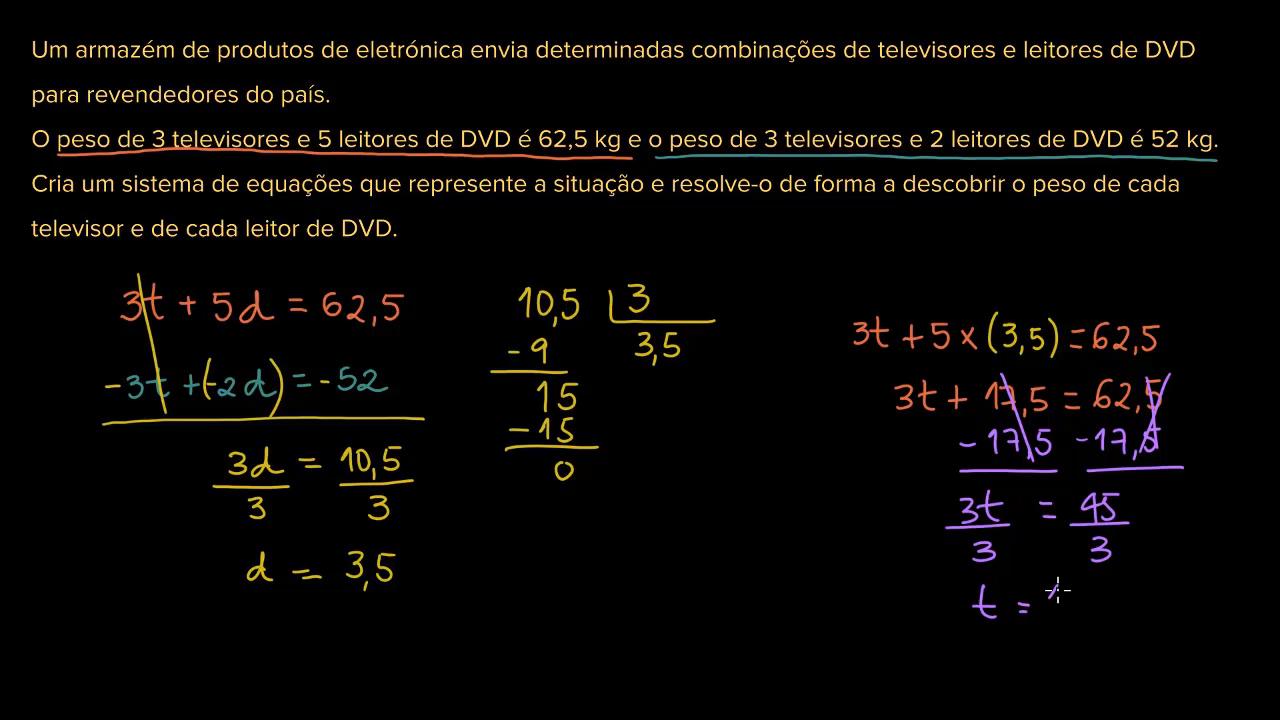 Um armazém de produtos de eletrónica envia determinadas combinações de televisores e leitores de DVD
para revendedores do país.
O peso de 3 televisores e 5 leitores de DVD é 62,5 kg e o peso de 3 televisores e 2 leitores de DVD é 52 kg.
Cria um sistema de equações que represente a situação e resolve-o de forma a descobrir o peso de cada
televisor e de cada leitor de DVD.
3t + 5d = 62,5
-3t + (-2d) = -52
3d = 10,5
3 3
d = 3,5
10,5 3
-9 3,5
15
-15
0
3t + 5 × (3,5) = 62,5
3t + 17,5 = 62,5
-17,5 -17,5
3t = 45
3 3
t =